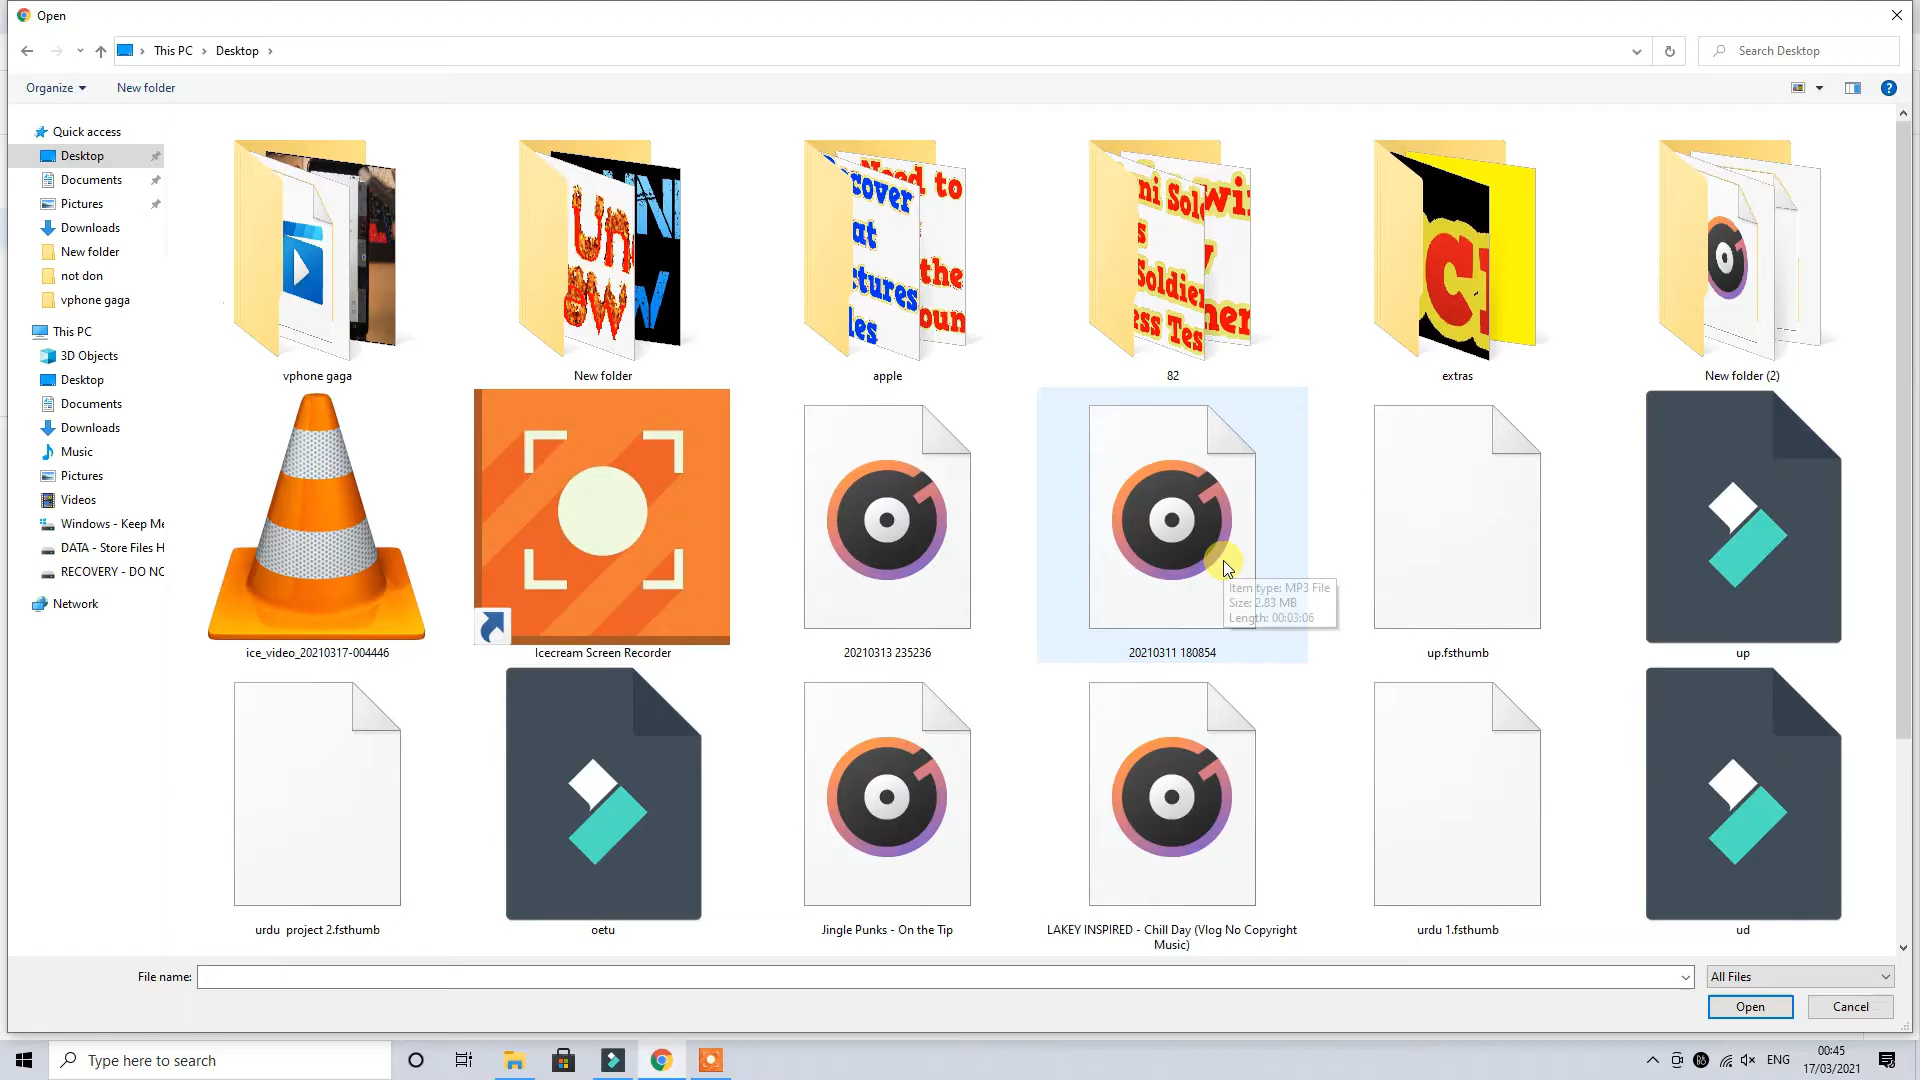 Open
This PC
Desktop
Search Desktop
Organize
New folder
Quick access
Desktop
Documents
Pictures
Downloads
New folder
not don
vphone gaga
This PC
3D Objects
Desktop
Documents
Downloads
Music
Pictures
Videos
Windows - Keep Me
DATA - Store Files H
RECOVERY - DO NO
Network
vphone gaga
New folder
apple
82
extras
New folder (2)
ice_video_20210317-004446
Icecream Screen Recorder
20210313 235236
20210311 180854
up.fsthumb
up
Item type: MP3 File
Size: 2.83 MB
Length: 00:03:06
urdu project 2.fsthumb
oetu
Jingle Punks - On the Tip
LAKEY INSPIRED - Chill Day (Vlog No Copyright
Music)
urdu 1.fsthumb
ud
File name:
All Files
Open
Cancel
Type here to search
ENG
00:45
17/03/2021